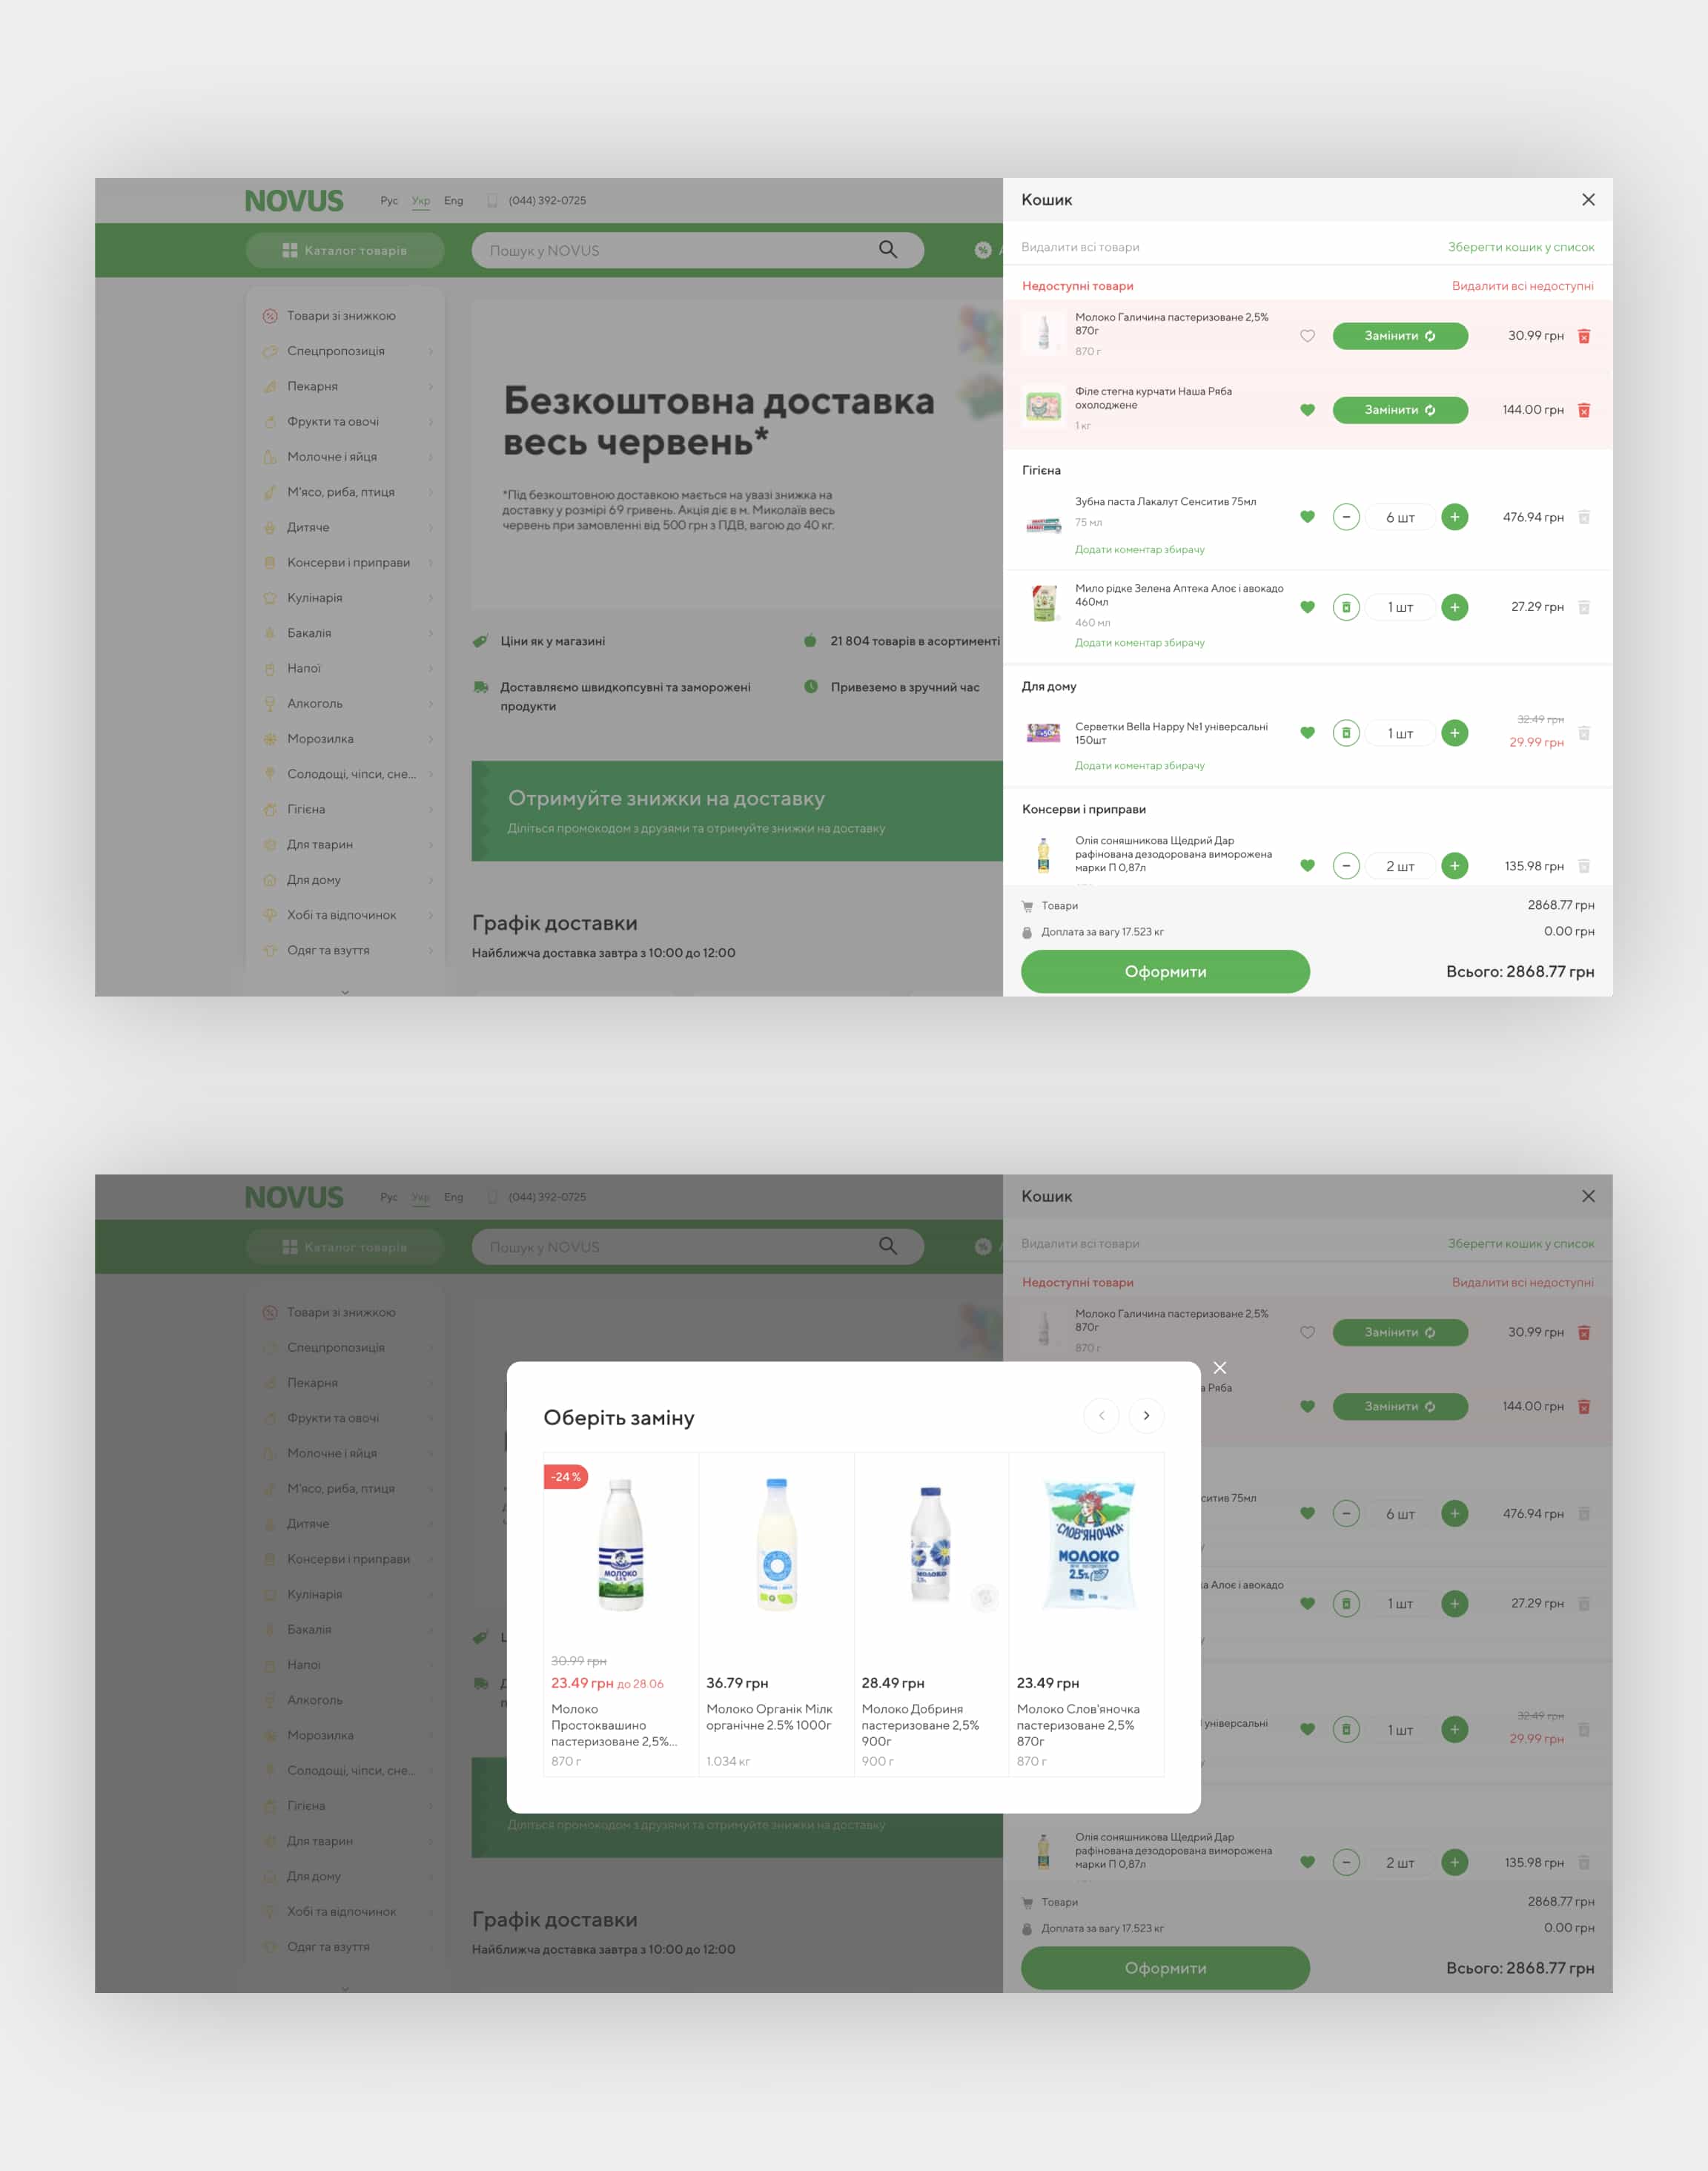 NOVUS
Рус Укр Eng (044) 392-0725
Каталог товарів
Пошук у NOVUS
Товари зі знижкою
Спецпропозиція
Пекарня
Фрукти та овочі
Молочне і яйця
М'ясо, риба, птиця
Дитяче
Консерви і приправи
Кулінарія
Бакалія
Напої
Алкоголь
Морозилка
Солодощі, чіпси, сне...
Гігієна
Для тварин
Для дому
Хобі та відпочинок
Одяг та взуття
Безкоштовна доставка
весь червень*
*Під безкоштовною доставкою мається на увазі знижка на
доставку у розмірі 69 гривень. Акція діє в м. Миколаїв весь
червень при замовленні від 500 грн з ПДВ, вагою до 40 кг.
Ціни як у магазині
21 804 товарів в асортименті
Доставляємо швидкопсувні та заморожені
продукти
Привеземо в зручний час
Отримуйте знижки на доставку
Діліться промокодом з друзями та отримуйте знижки на доставку
Графік доставки
Найближча доставка завтра з 10:00 до 12:00
Кошик
Видалити всі товари
Зберегти кошик у список
Недоступні товари
Видалити всі недоступні
Молоко Галичина пастеризоване 2,5%
870г
870 г
Замінити
30.99 грн
Філе стегна курчати Наша Ряба
охолоджене
1 кг
Замінити
144.00 грн
Гігієна
Зубна паста Лакалут Сенситив 75мл
75 мл
Додати коментар збирачу
6 шт
476.94 грн
Мило рідке Зелена Аптека Алоє і авокадо
460мл
460 мл
Додати коментар збирачу
1 шт
27.29 грн
Для дому
Серветки Bella Happy №1 універсальні
150шт
Додати коментар збирачу
1 шт
32.49 грн
29.99 грн
Консерви і приправи
Олія соняшникова Щедрий Дар
рафінована дезодорована виморожена
марки П 0,87л
2 шт
135.98 грн
Товари
2868.77 грн
Доплата за вагу 17.523 кг
0.00 грн
Оформити
Всього: 2868.77 грн
NOVUS
Рус Укр Eng (044) 392-0725
Каталог товарів
Пошук у NOVUS
Товари зі знижкою
Спецпропозиція
Пекарня
Фрукти та овочі
Молочне і яйця
М'ясо, риба, птиця
Дитяче
Консерви і приправи
Кулінарія
Бакалія
Напої
Алкоголь
Морозилка
Солодощі, чіпси, сне...
Гігієна
Для тварин
Для дому
Хобі та відпочинок
Одяг та взуття
Діліться промокодом з друзями та отримуйте знижки на доставку
Графік доставки
Найближча доставка завтра з 10:00 до 12:00
Оберіть заміну
-24 %
МОЛОКО
30.99 грн
23.49 грн до 28.06
Молоко
Простоквашино
пастеризоване 2,5%...
870 г
36.79 грн
Молоко Органік Мілк
органічне 2.5% 1000г
1.034 кг
МОЛОКО
28.49 грн
Молоко Добриня
пастеризоване 2,5%
900г
900 г
СЛОВ'ЯНОЧКА
МОЛОКО
2.5%
23.49 грн
Молоко Слов'яночка
пастеризоване 2,5%
870г
870 г
Кошик
Видалити всі товари
Зберегти кошик у список
Недоступні товари
Видалити всі недоступні
Молоко Галичина пастеризоване 2,5%
870г
870 г
Замінити
30.99 грн
а Ряба
Замінити
144.00 грн
ситив 75мл
6 шт
476.94 грн
а Алоє і авокадо
1 шт
27.29 грн
універсальні
1 шт
32.49 грн
29.99 грн
Олія соняшникова Щедрий Дар
рафінована дезодорована виморожена
марки П 0,87л
2 шт
135.98 грн
Товари
2868.77 грн
Доплата за вагу 17.523 кг
0.00 грн
Оформити
Всього: 2868.77 грн